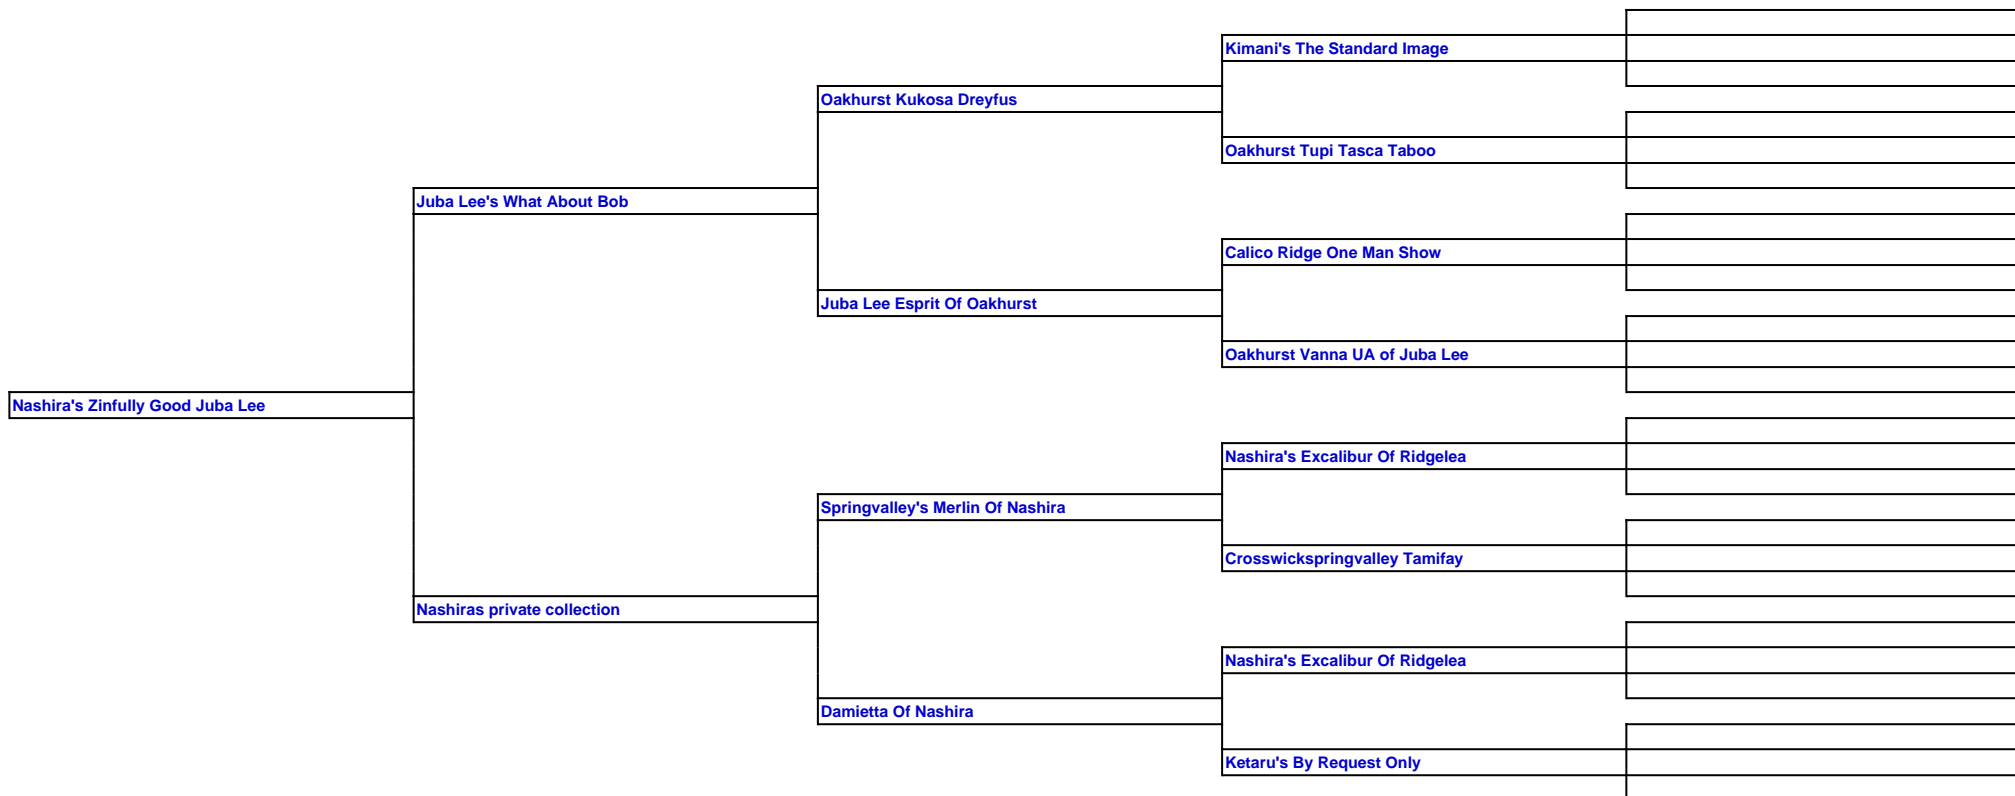 Kimani's The Standard Image
Oakhurst Kukosa Dreyfus
Oakhurst Tupi Tasca Taboo
Juba Lee's What About Bob
Calico Ridge One Man Show
Juba Lee Esprit Of Oakhurst
Oakhurst Vanna UA of Juba Lee
Nashira's Zinfully Good Juba Lee
Nashira's Excalibur Of Ridgelea
Springvalley's Merlin Of Nashira
Crosswickspringvalley Tamifay
Nashiras private collection
Nashira's Excalibur Of Ridgelea
Damietta Of Nashira
Ketaru's By Request Only